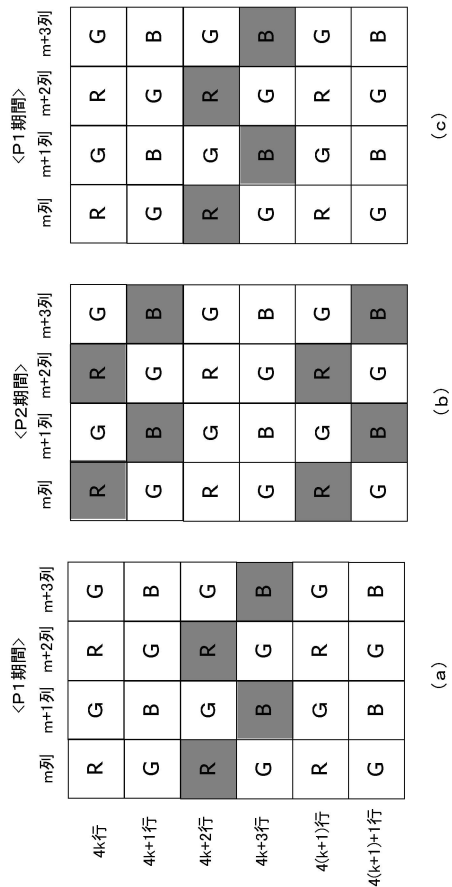 <P1期間> <P2期間> <P1期間>
m列 m+1列 m+2列 m+3列 m列 m+1列 m+2列 m+3列 m列 m+1列 m+2列 m+3列
4k行 R G R G R G R G R G R G
4k+1行 G B G B G B G B G B G B
4k+2行 R G R G R G R G R G R G
4k+3行 G B G B G B G B G B G B
4(k+1)行 R G R G R G R G R G R G
4(k+1)+1行 G B G B G B G B G B G B
(a) (b) (c)